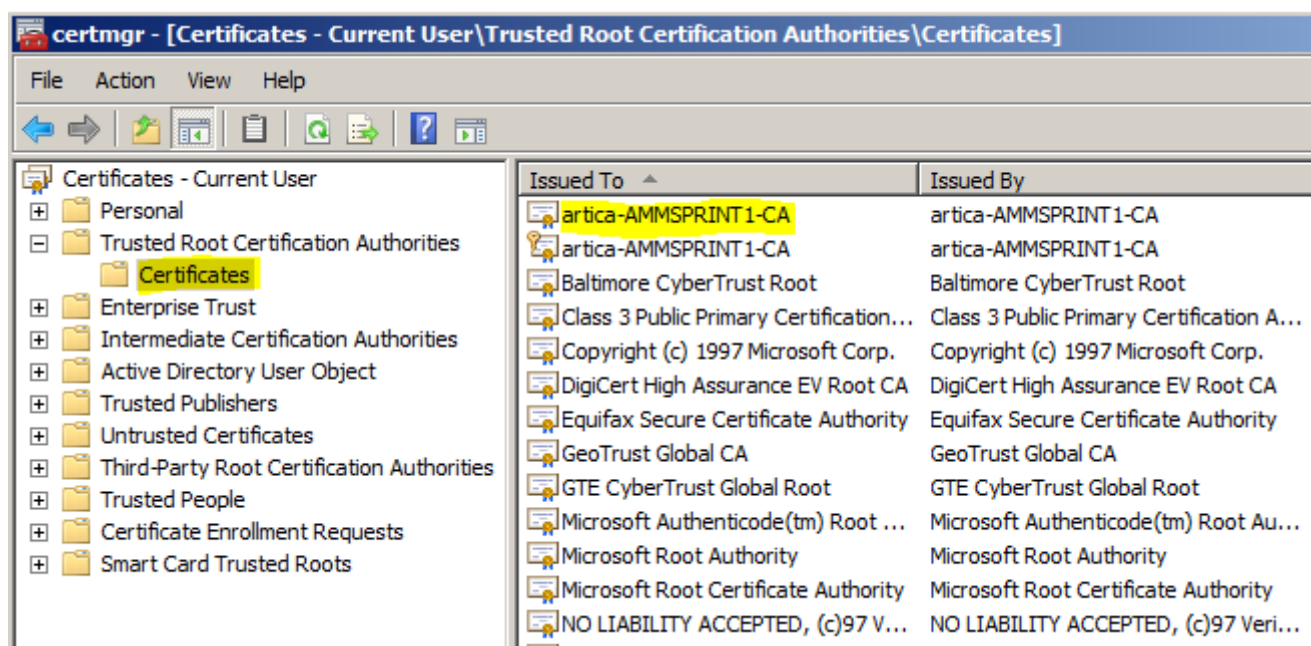 certmgr - [Certificates - Current User\Trusted Root Certification Authorities\Certificates]
File Action View Help
Certificates - Current User
Personal
Trusted Root Certification Authorities
Certificates
Enterprise Trust
Intermediate Certification Authorities
Active Directory User Object
Trusted Publishers
Untrusted Certificates
Third-Party Root Certification Authorities
Trusted People
Certificate Enrollment Requests
Smart Card Trusted Roots
Issued To Issued By
artica-AMMSPRINT1-CA artica-AMMSPRINT1-CA
artica-AMMSPRINT1-CA artica-AMMSPRINT1-CA
Baltimore CyberTrust Root Baltimore CyberTrust Root
Class 3 Public Primary Certification... Class 3 Public Primary Certification A...
Copyright (c) 1997 Microsoft Corp. Copyright (c) 1997 Microsoft Corp.
DigiCert High Assurance EV Root CA DigiCert High Assurance EV Root CA
Equifax Secure Certificate Authority Equifax Secure Certificate Authority
GeoTrust Global CA GeoTrust Global CA
GTE CyberTrust Global Root GTE CyberTrust Global Root
Microsoft Authenticode(tm) Root ... Microsoft Authenticode(tm) Root Au...
Microsoft Root Authority Microsoft Root Authority
Microsoft Root Certificate Authority Microsoft Root Certificate Authority
NO LIABILITY ACCEPTED, (c)97 V... NO LIABILITY ACCEPTED, (c)97 Veri...